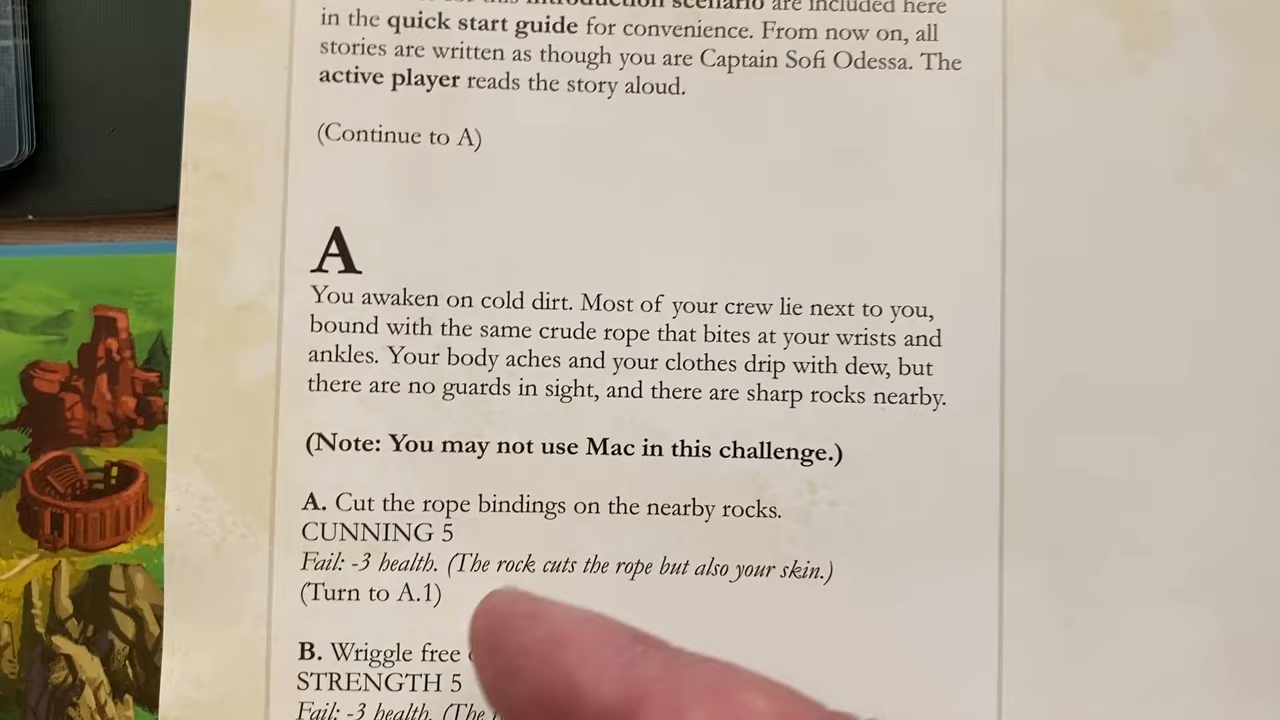 introduction scenario are included here
in the quick start guide for convenience. From now on, all
stories are written as though you are Captain Sofi Odessa. The
active player reads the story aloud.
(Continue to A)
A
You awaken on cold dirt. Most of your crew lie next to you,
bound with the same crude rope that bites at your wrists and
ankles. Your body aches and your clothes drip with dew, but
there are no guards in sight, and there are sharp rocks nearby.
(Note: You may not use Mac in this challenge.)
A. Cut the rope bindings on the nearby rocks.
CUNNING 5
Fail: -3 health. (The rock cuts the rope but also your skin.)
(Turn to A.1)
B. Wriggle free
STRENGTH 5
Fail: -3 health. (The